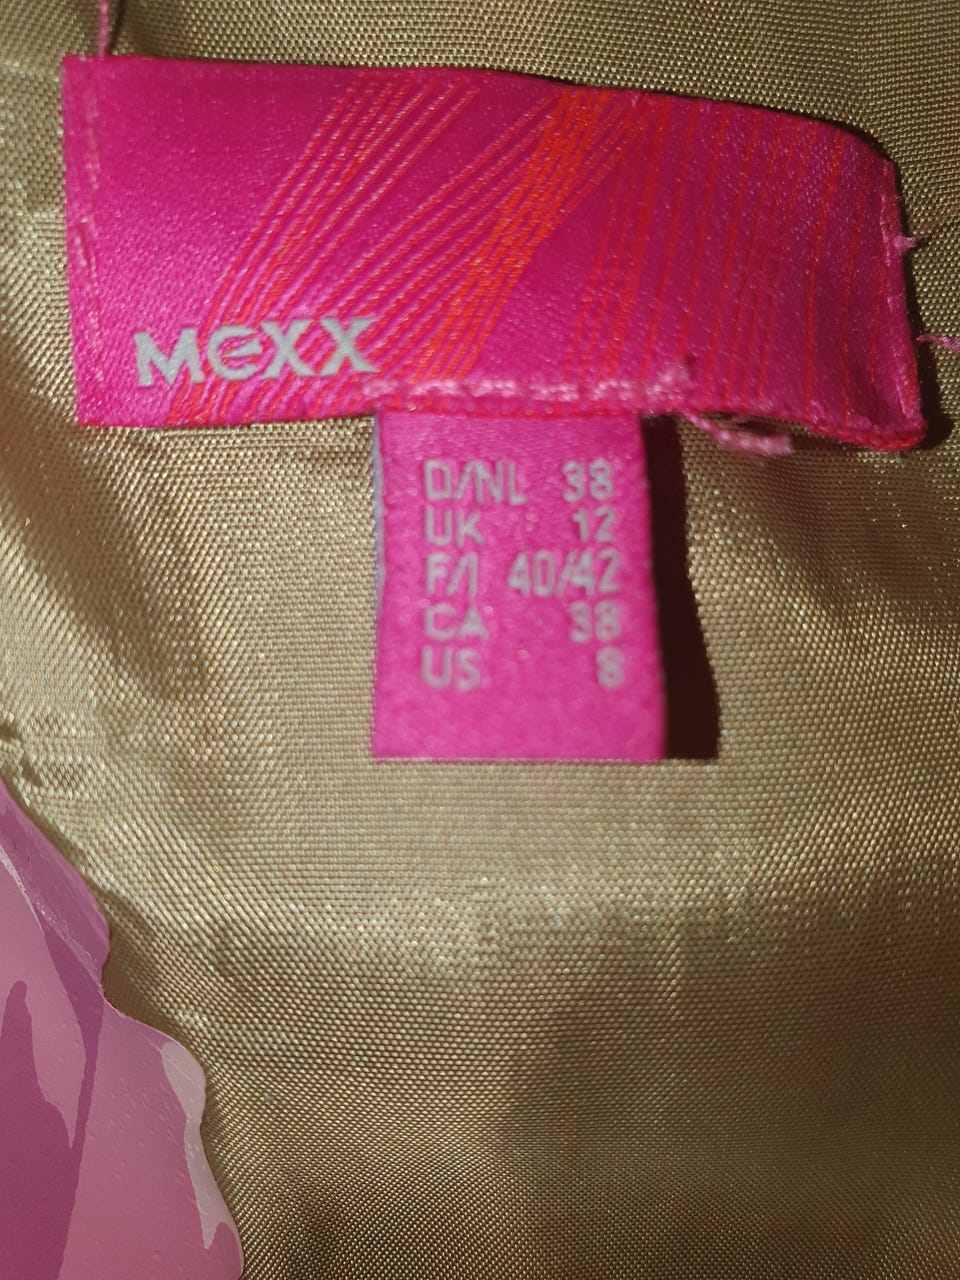 MEXX
D/NL 38
UK 12
F/I 40/42
CA 38
US 8